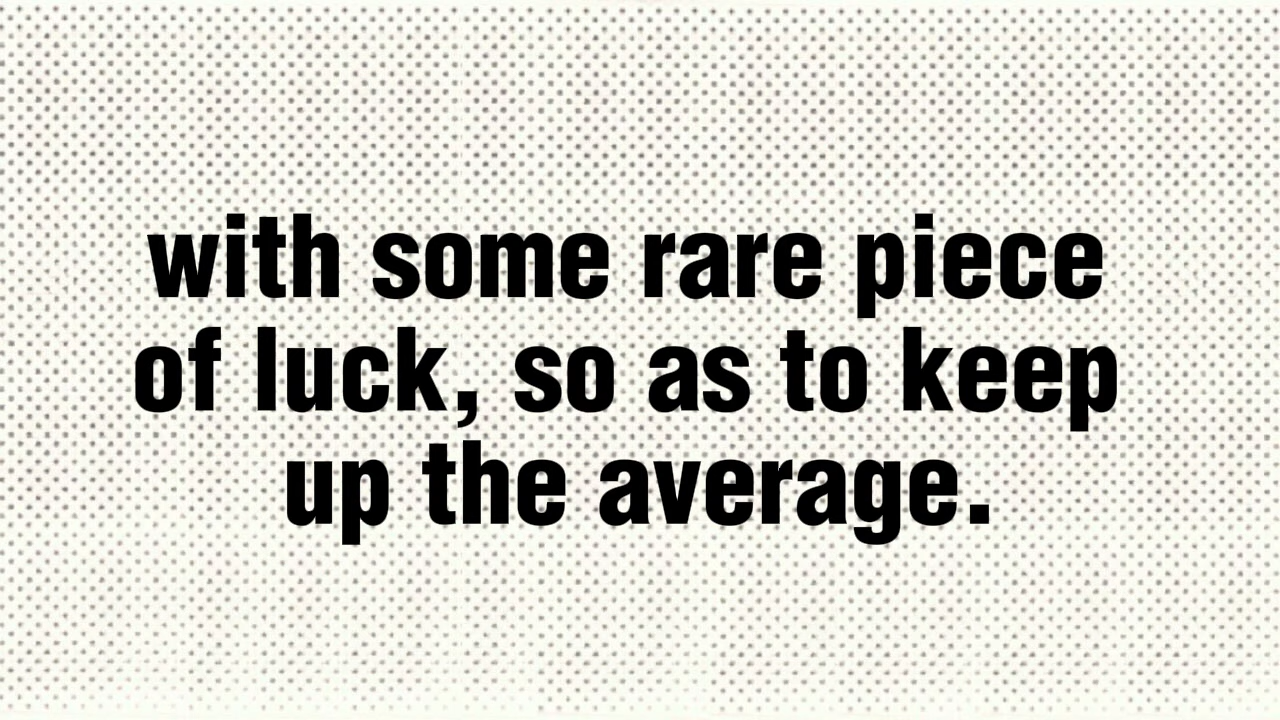 with some rare piece
of luck, so as to keep
up the average.